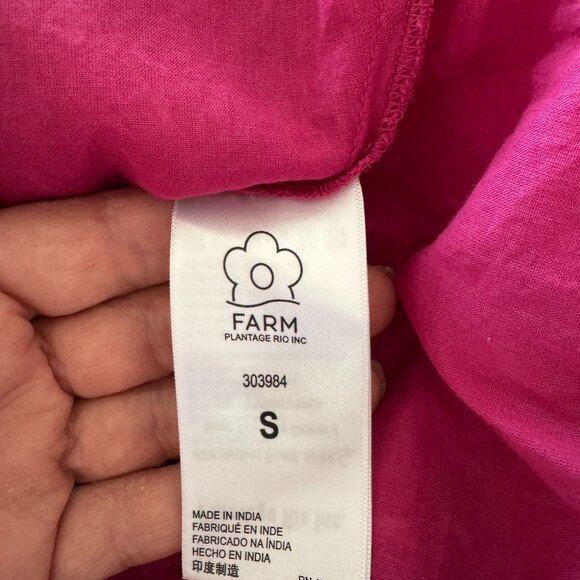 FARM
PLANTAGE RIO INC
303984
S
MADE IN INDIA
FABRIQUÉ EN INDE
FABRICADO NA ÍNDIA
HECHO EN INDIA
印度制造